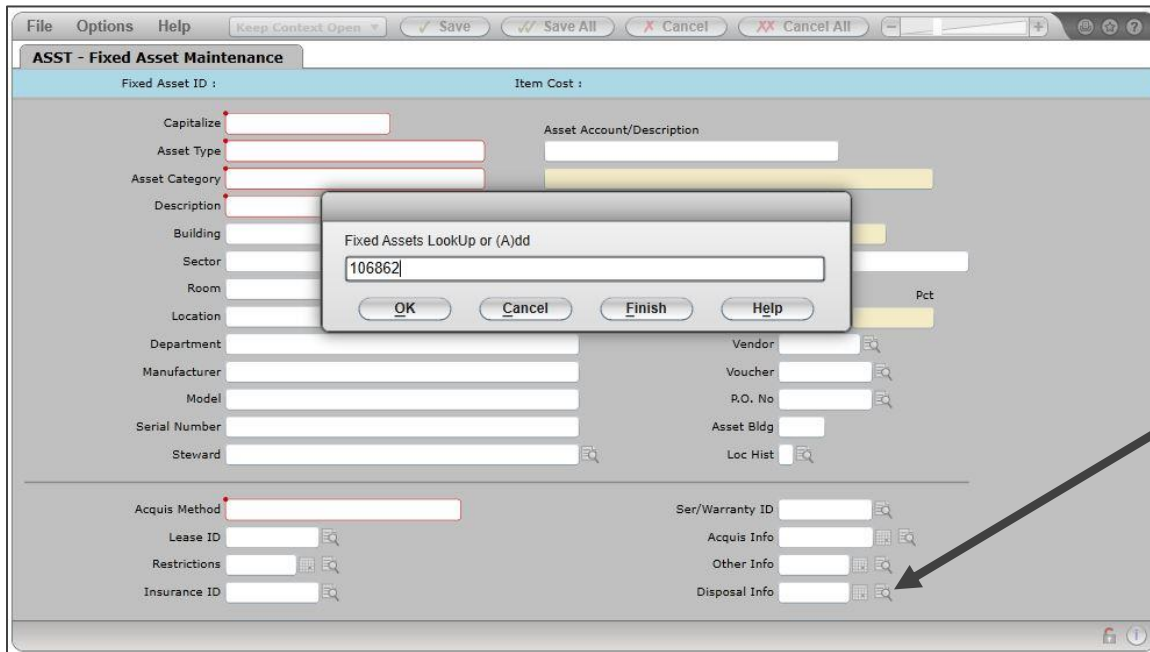 File Options Help Keep Context Open Save Save All Cancel Cancel All
ASST - Fixed Asset Maintenance
Fixed Asset ID : Item Cost :
Capitalize
Asset Account/Description
Asset Type
Asset Category
Description
Fixed Assets LookUp or (A)dd
106862
OK Cancel Finish Help
Building
Sector
Room
Pct
Location
Department Vendor
Manufacturer Voucher
Model P.O. No
Serial Number Asset Bldg
Steward Loc Hist
Acquis Method Ser/Warranty ID
Lease ID Acquis Info
Restrictions Other Info
Insurance ID Disposal Info